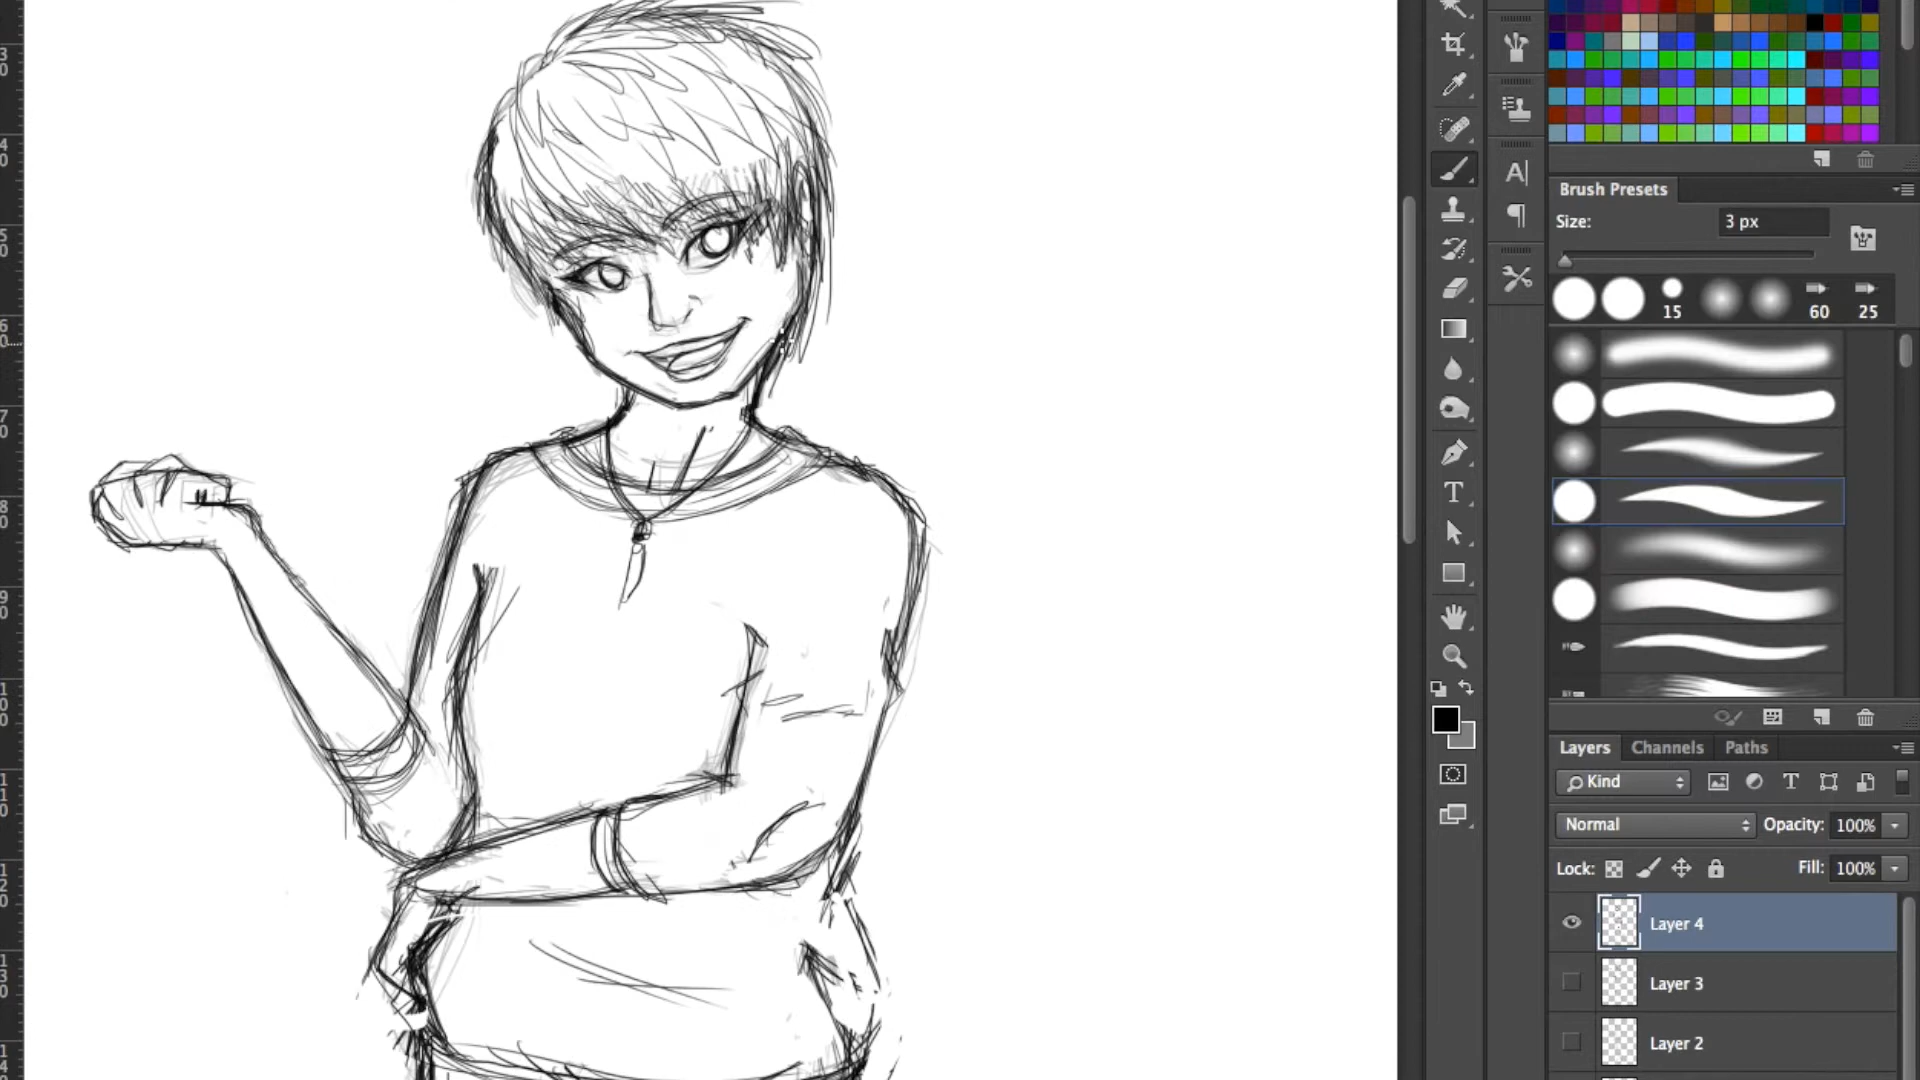 Brush Presets
Size: 3 px
15 60 25
Layers Channels Paths
Kind
Normal Opacity: 100%
Lock: Fill: 100%
Layer 4
Layer 3
Layer 2